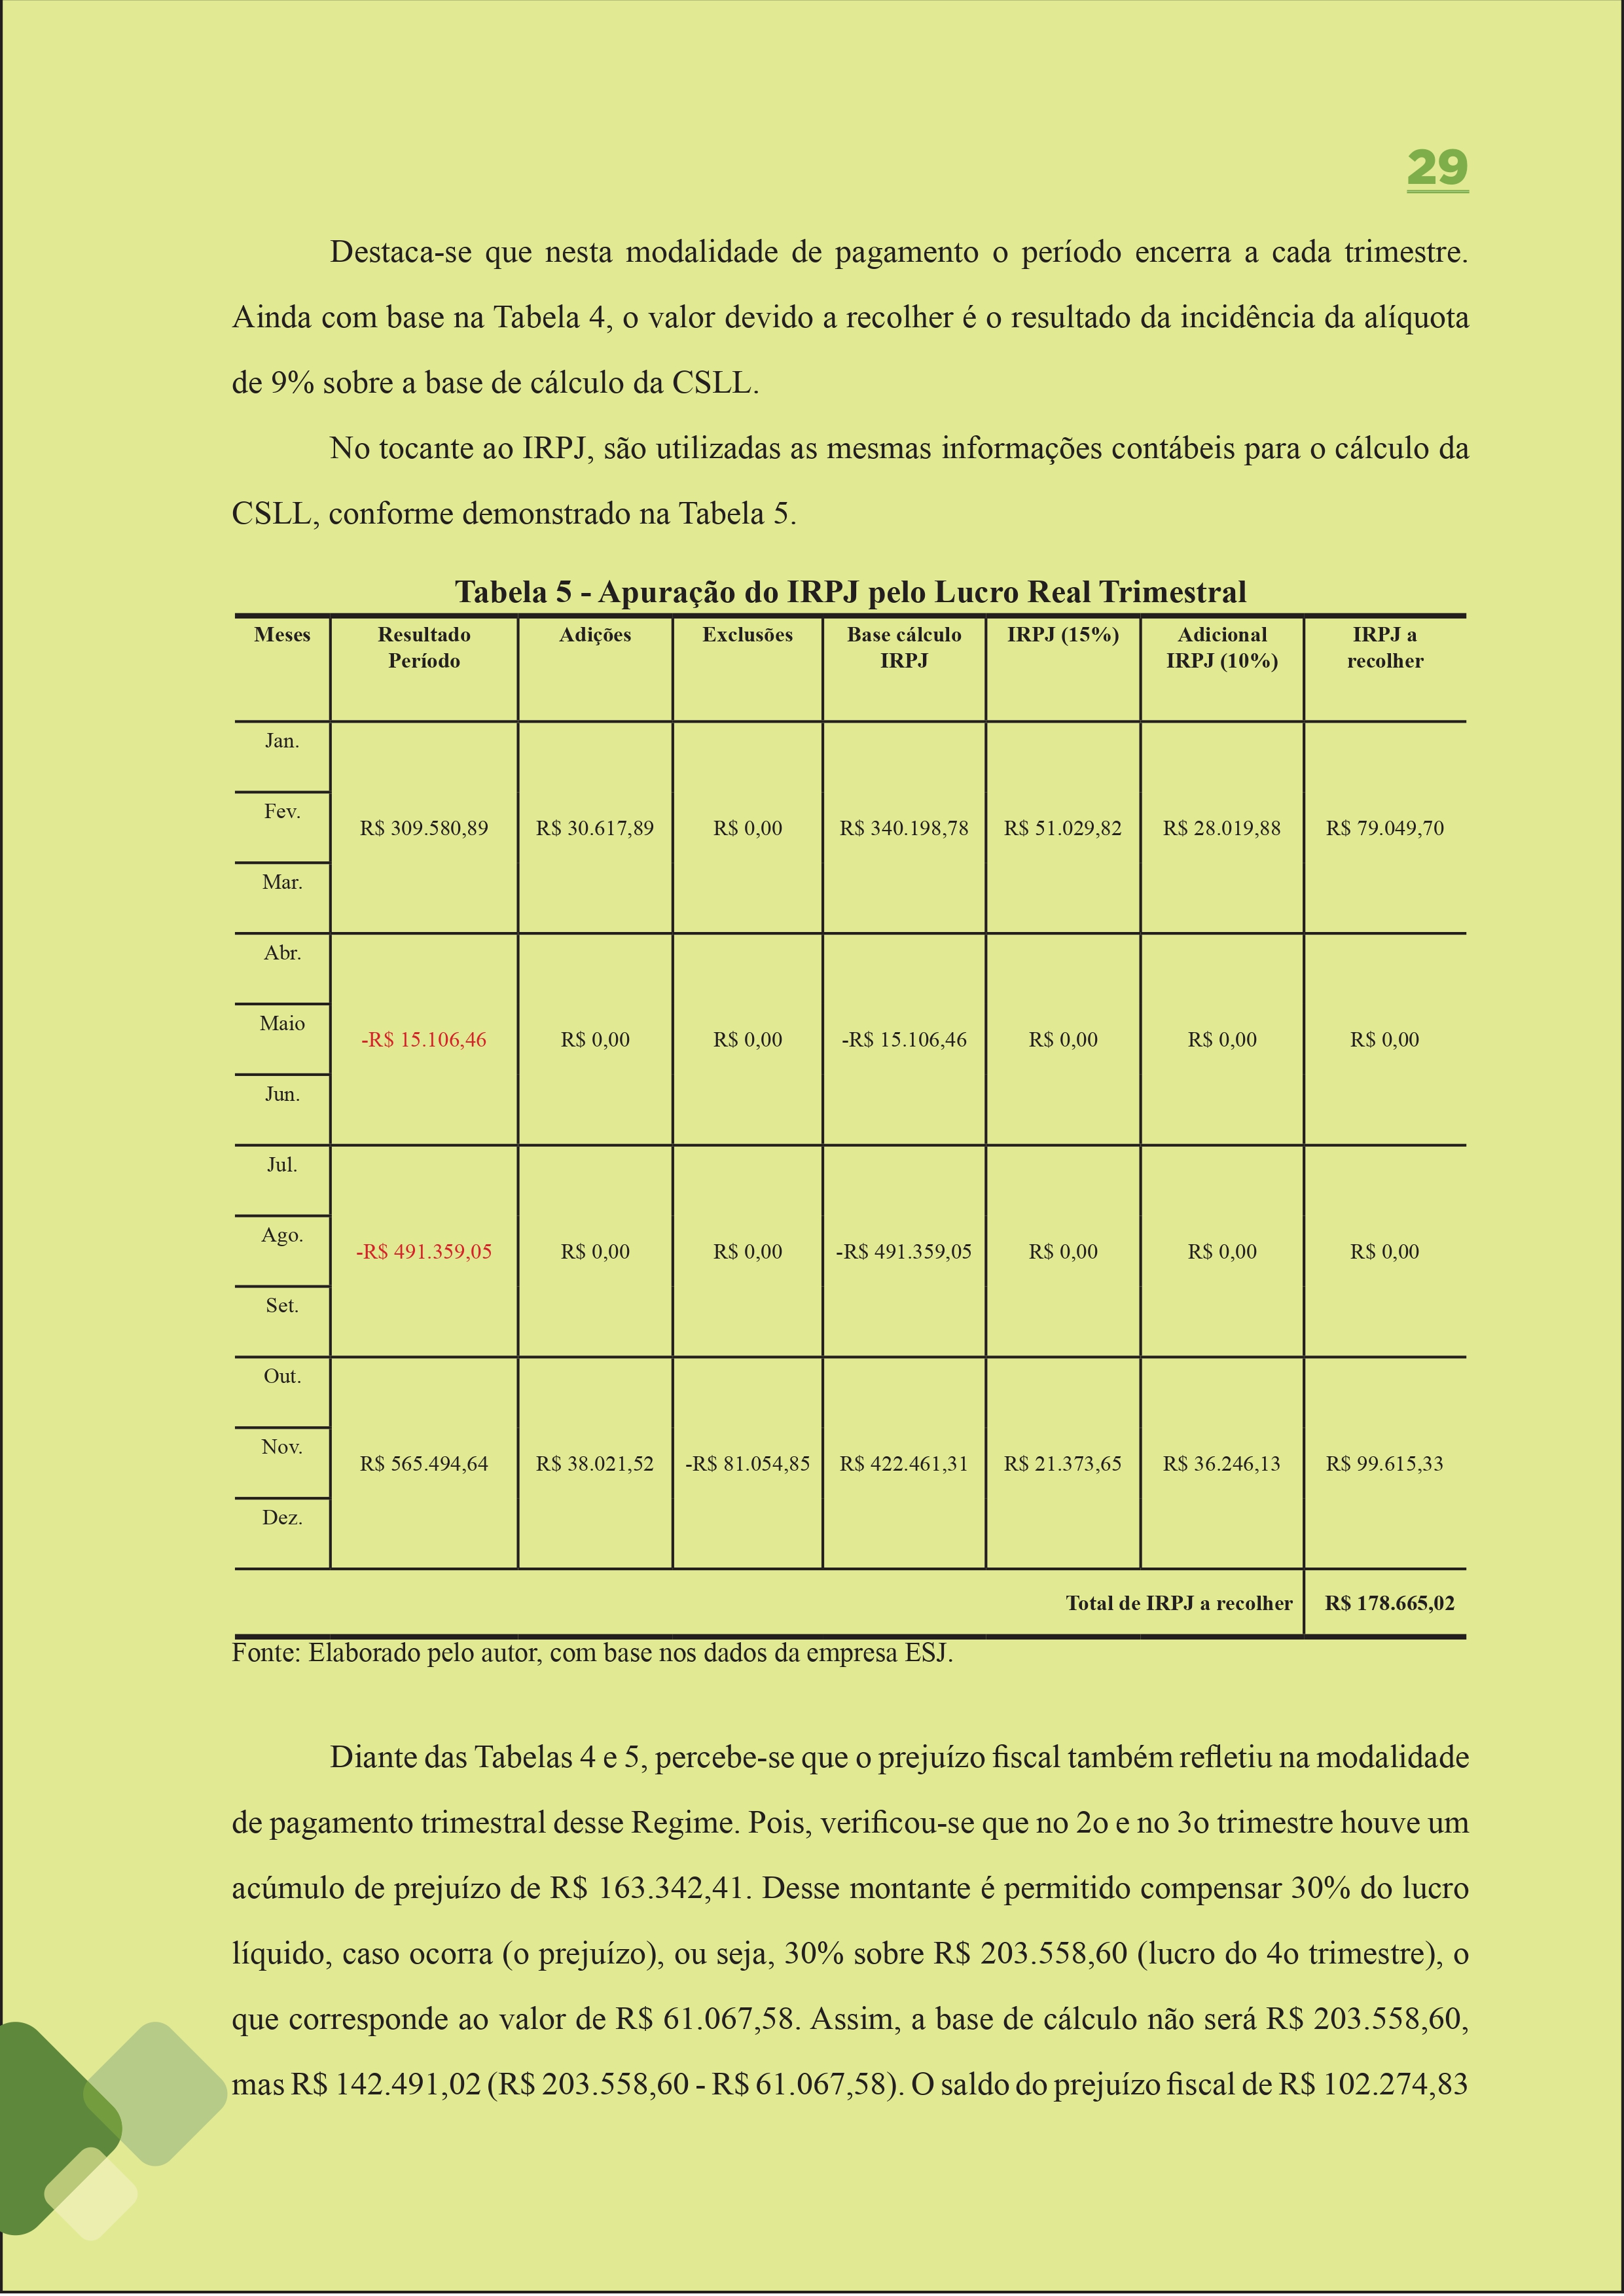 29
Destaca-se que nesta modalidade de pagamento o período encerra a cada trimestre.
Ainda com base na Tabela 4, o valor devido a recolher é o resultado da incidência da alíquota
de 9% sobre a base de cálculo da CSLL.
No tocante ao IRPJ, são utilizadas as mesmas informações contábeis para o cálculo da
CSLL, conforme demonstrado na Tabela 5.
Tabela 5 - Apuração do IRPJ pelo Lucro Real Trimestral
Meses Resultado Período Adições Exclusões Base cálculo IRPJ IRPJ (15%) Adicional IRPJ (10%) IRPJ a recolher
Jan.
Fev. R$ 309.580,89 R$ 30.617,89 R$ 0,00 R$ 340.198,78 R$ 51.029,82 R$ 28.019,88 R$ 79.049,70
Mar.
Abr.
Maio -R$ 15.106,46 R$ 0,00 R$ 0,00 -R$ 15.106,46 R$ 0,00 R$ 0,00 R$ 0,00
Jun.
Jul.
Ago. -R$ 491.359,05 R$ 0,00 R$ 0,00 -R$ 491.359,05 R$ 0,00 R$ 0,00 R$ 0,00
Set.
Out.
Nov. R$ 565.494,64 R$ 38.021,52 -R$ 81.054,85 R$ 422.461,31 R$ 21.373,65 R$ 36.246,13 R$ 99.615,33
Dez.
Total de IRPJ a recolher R$ 178.665,02
Fonte: Elaborado pelo autor, com base nos dados da empresa ESJ.
Diante das Tabelas 4 e 5, percebe-se que o prejuízo fiscal também refletiu na modalidade
de pagamento trimestral desse Regime. Pois, verificou-se que no 2o e no 3o trimestre houve um
acúmulo de prejuízo de R$ 163.342,41. Desse montante é permitido compensar 30% do lucro
líquido, caso ocorra (o prejuízo), ou seja, 30% sobre R$ 203.558,60 (lucro do 4o trimestre), o
que corresponde ao valor de R$ 61.067,58. Assim, a base de cálculo não será R$ 203.558,60,
mas R$ 142.491,02 (R$ 203.558,60 - R$ 61.067,58). O saldo do prejuízo fiscal de R$ 102.274,83